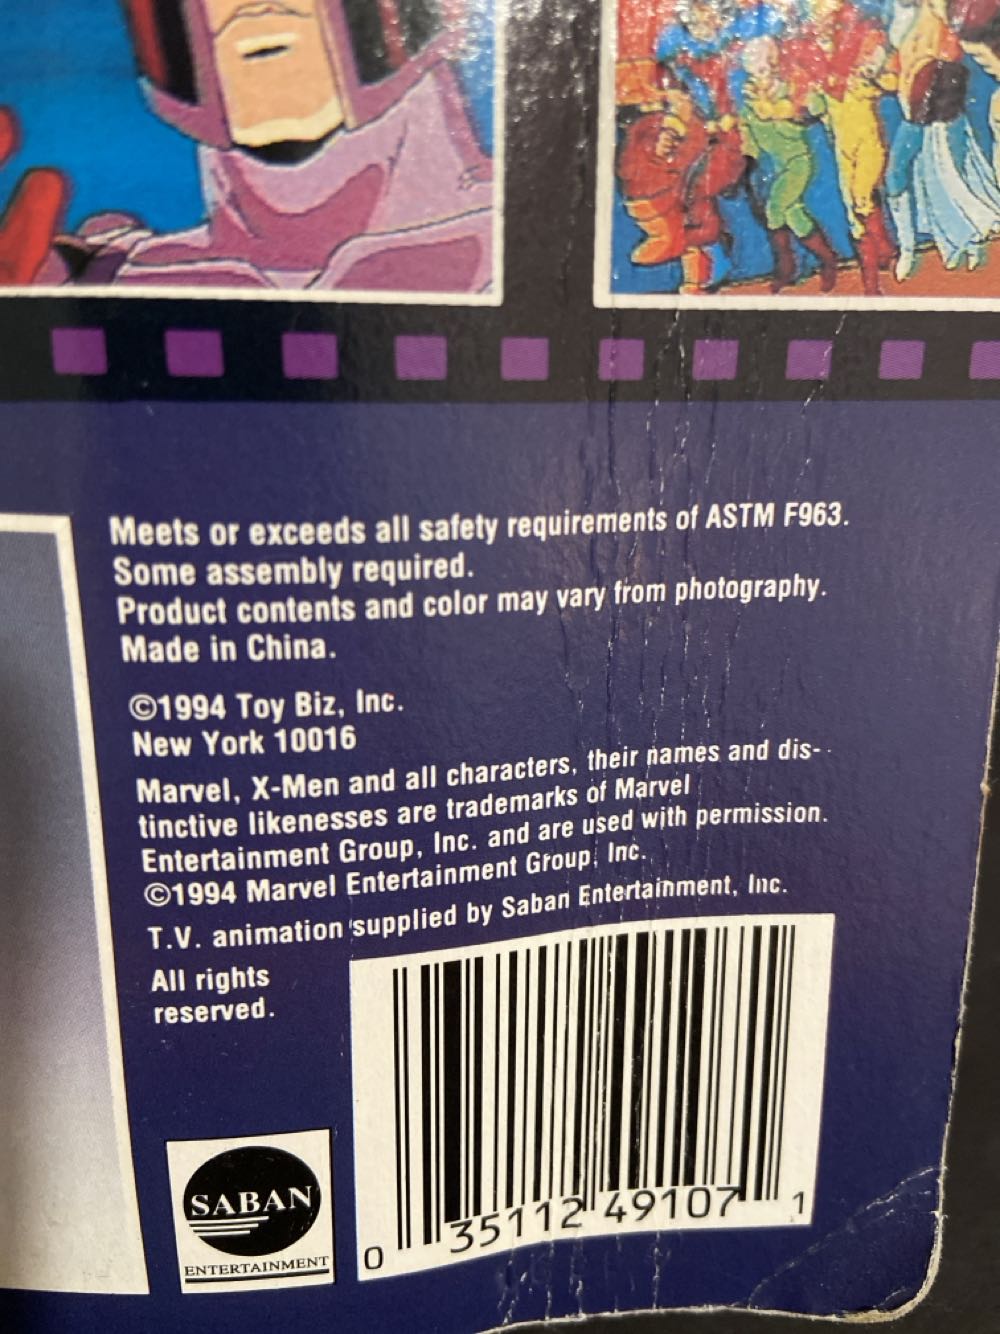 Meets or exceeds all safety requirements of ASTM F963.
Some assembly required.
Product contents and color may vary from photography.
Made in China.
©1994 Toy Biz, Inc.
New York 10016
Marvel, X-Men and all characters, their names and dis-
tinctive likenesses are trademarks of Marvel
Entertainment Group, Inc. and are used with permission.
©1994 Marvel Entertainment Group, Inc.
T.V. animation supplied by Saban Entertainment, Inc.
All rights
reserved.
SABAN
ENTERTAINMENT
0 35112 49107 1